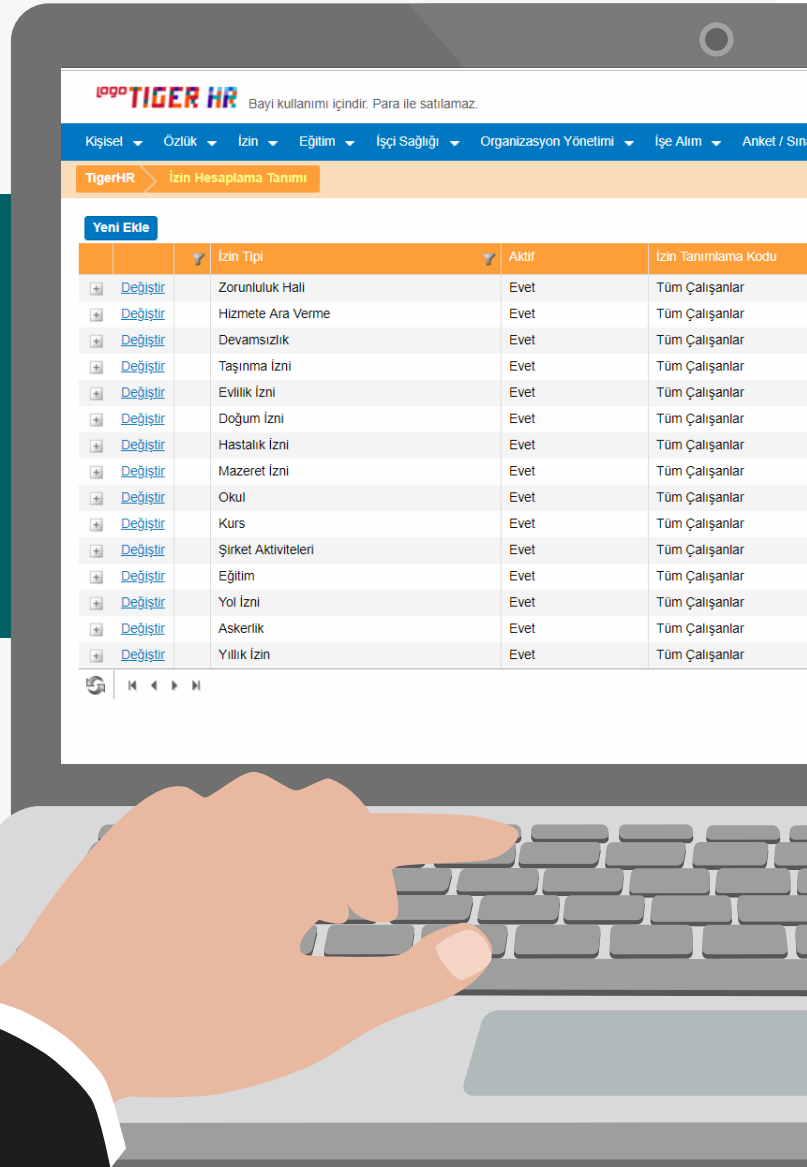 Logo TIGER HR Bayi kullanımı içindir. Para ile satılamaz.
Kişisel Özlük İzin Eğitim İşçi Sağlığı Organizasyon Yönetimi İşe Alım Anket / Sına
TigerHR İzin Hesaplama Tanımı
Yeni Ekle
İzin Tipi Aktif İzin Tanımlama Kodu
Değiştir Zorunluluk Hali Evet Tüm Çalışanlar
Değiştir Hizmete Ara Verme Evet Tüm Çalışanlar
Değiştir Devamsızlık Evet Tüm Çalışanlar
Değiştir Taşınma İzni Evet Tüm Çalışanlar
Değiştir Evlilik İzni Evet Tüm Çalışanlar
Değiştir Doğum İzni Evet Tüm Çalışanlar
Değiştir Hastalık İzni Evet Tüm Çalışanlar
Değiştir Mazeret İzni Evet Tüm Çalışanlar
Değiştir Okul Evet Tüm Çalışanlar
Değiştir Kurs Evet Tüm Çalışanlar
Değiştir Şirket Aktiviteleri Evet Tüm Çalışanlar
Değiştir Eğitim Evet Tüm Çalışanlar
Değiştir Yol İzni Evet Tüm Çalışanlar
Değiştir Askerlik Evet Tüm Çalışanlar
Değiştir Yıllık İzin Evet Tüm Çalışanlar